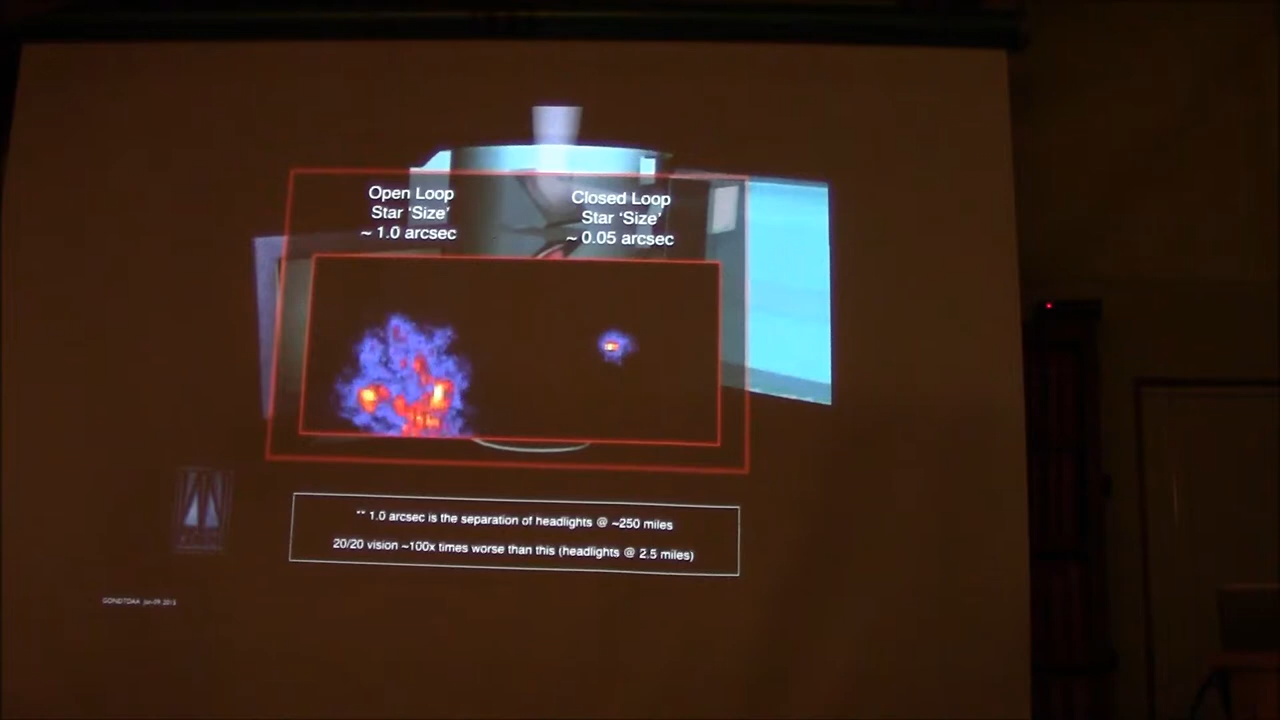 Open Loop
Star ‘Size’
~ 1.0 arcsec
Closed Loop
Star ‘Size’
~ 0.05 arcsec
** 1.0 arcsec is the separation of headlights @ ~250 miles
20/20 vision ~100x times worse than this (headlights @ 2.5 miles)